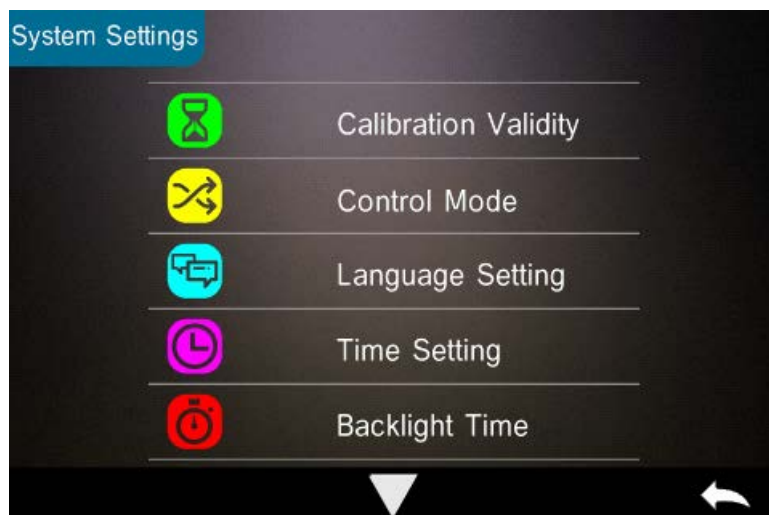 System Settings
Calibration Validity
Control Mode
Language Setting
Time Setting
Backlight Time